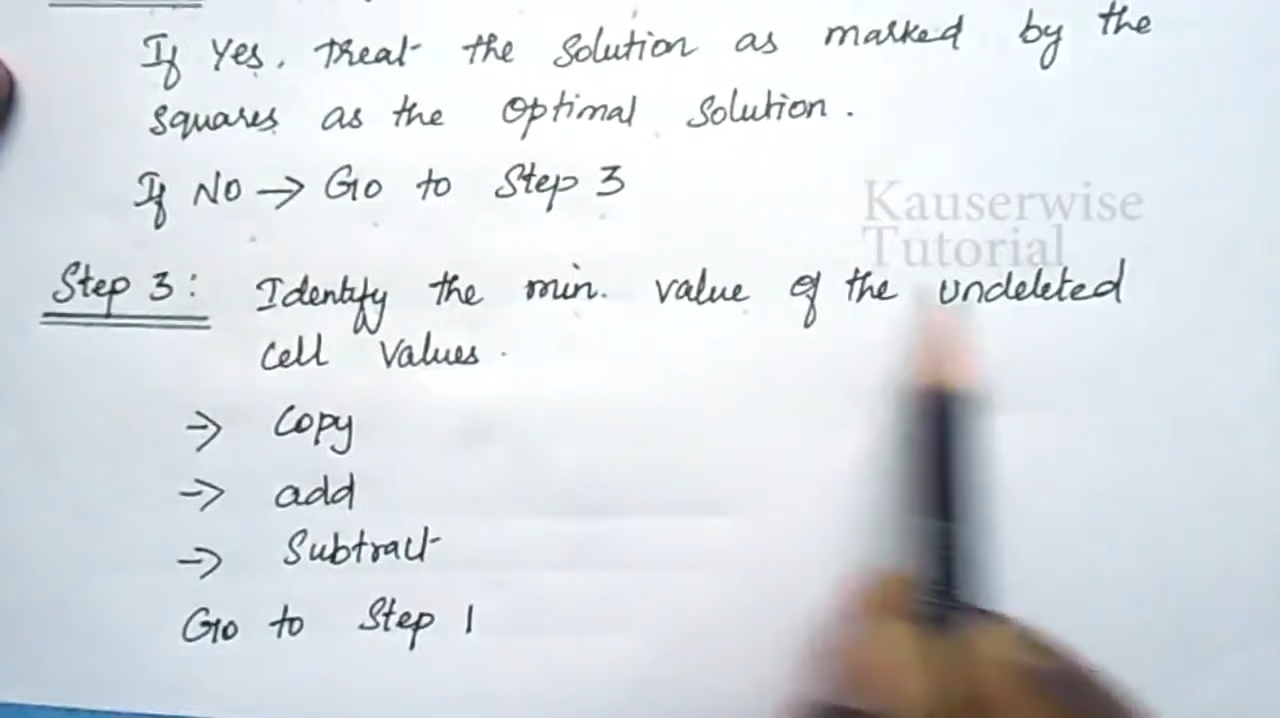 If Yes, treat the solution as marked by the
squares as the optimal solution.
If NO → Go to Step 3
Kauserwise
Tutorial
Step 3: Identify the min. value of the undeleted
cell values.
→ Copy
→ add
→ Subtract
Go to Step 1